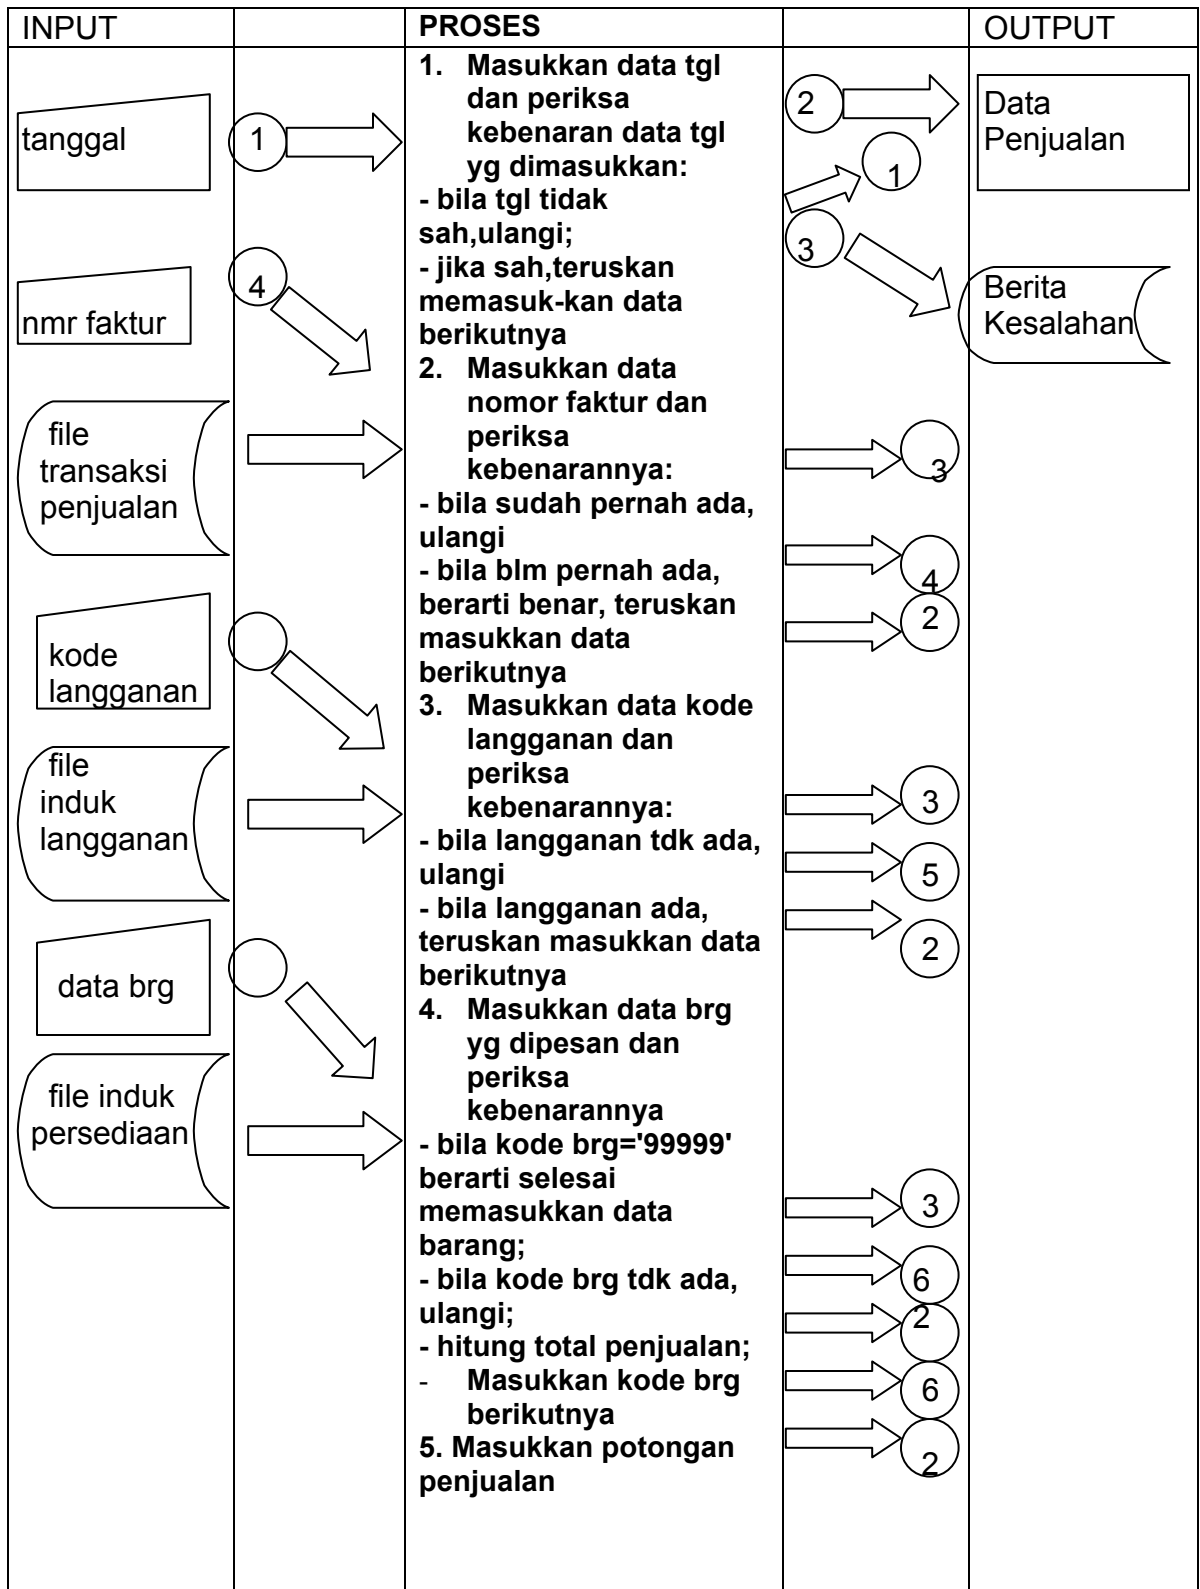 INPUT
PROSES
OUTPUT
tanggal
1
nmr faktur
4
file
transaksi
penjualan
kode
langganan
file
induk
langganan
data brg
file induk
persediaan
1. Masukkan data tgl
dan periksa
kebenaran data tgl
yg dimasukkan:
- bila tgl tidak
sah,ulangi;
- jika sah,teruskan
memasuk-kan data
berikutnya
2. Masukkan data
nomor faktur dan
periksa
kebenarannya:
- bila sudah pernah ada,
ulangi
- bila blm pernah ada,
berarti benar, teruskan
masukkan data
berikutnya
3. Masukkan data kode
langganan dan
periksa
kebenarannya:
- bila langganan tdk ada,
ulangi
- bila langganan ada,
teruskan masukkan data
berikutnya
4. Masukkan data brg
yg dipesan dan
periksa
kebenarannya
- bila kode brg='99999'
berarti selesai
memasukkan data
barang;
- bila kode brg tdk ada,
ulangi;
- hitung total penjualan;
- Masukkan kode brg
berikutnya
5. Masukkan potongan
penjualan
2
1
3
3
4
2
3
5
2
3
6
2
6
2
Data
Penjualan
Berita
Kesalahan